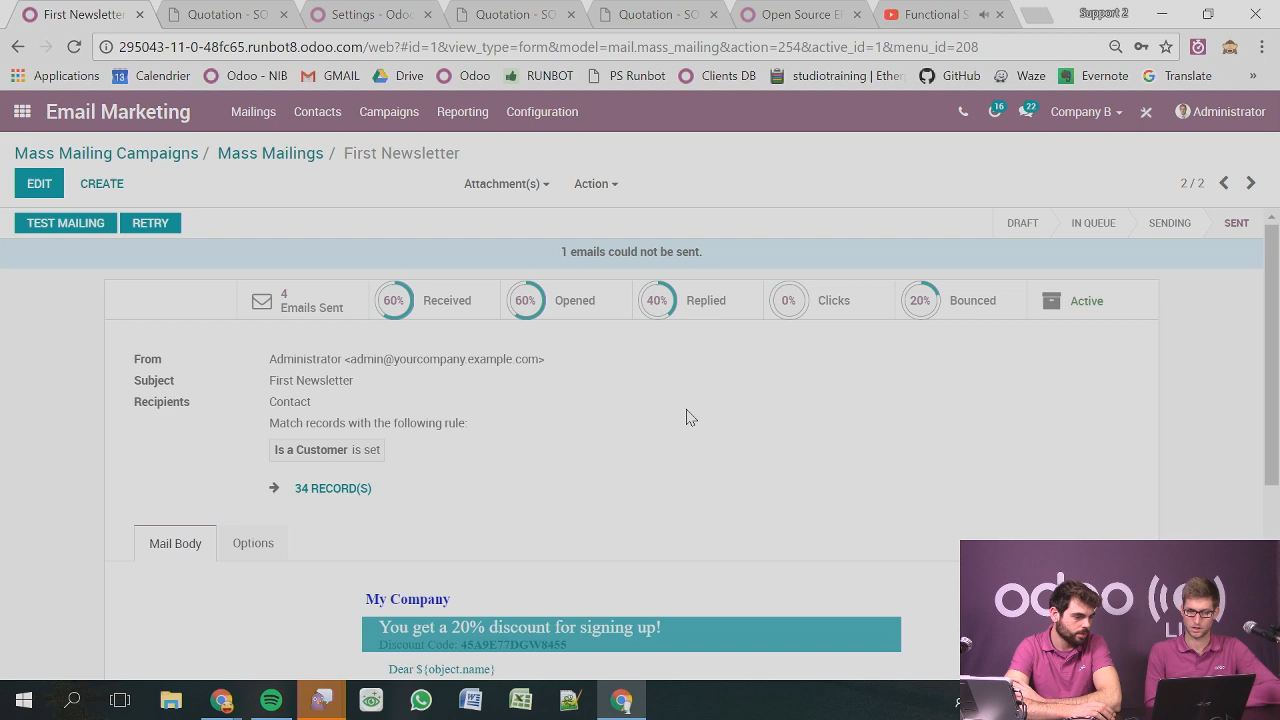 First Newsletter
Quotation - SO
Settings - Odoo
Quotation - SO
Quotation - SO
Open Source E
Functional S
Support 2
295043-11-0-48fc65.runbot8.odoo.com/web?#id=1&view_type=form&model=mail.mass_mailing&action=254&active_id=1&menu_id=208
Applications
Calendrier
Odoo - NIB
GMAIL
Drive
Odoo
RUNBOT
PS Runbot
Clients DB
studiotraining | Ether
GitHub
Waze
Evernote
Translate
»
Email Marketing
Mailings
Contacts
Campaigns
Reporting
Configuration
16
22
Company B
Administrator
Mass Mailing Campaigns / Mass Mailings / First Newsletter
EDIT
CREATE
Attachment(s)
Action
2 / 2
TEST MAILING
RETRY
DRAFT
IN QUEUE
SENDING
SENT
1 emails could not be sent.
4
Emails Sent
60%
Received
60%
Opened
40%
Replied
0%
Clicks
20%
Bounced
Active
From
Administrator <admin@yourcompany.example.com>
Subject
First Newsletter
Recipients
Contact
Match records with the following rule:
Is a Customer is set
34 RECORD(S)
Mail Body
Options
My Company
You get a 20% discount for signing up!
Discount Code: 45A9E77DGW8455
Dear ${object.name}
odoo